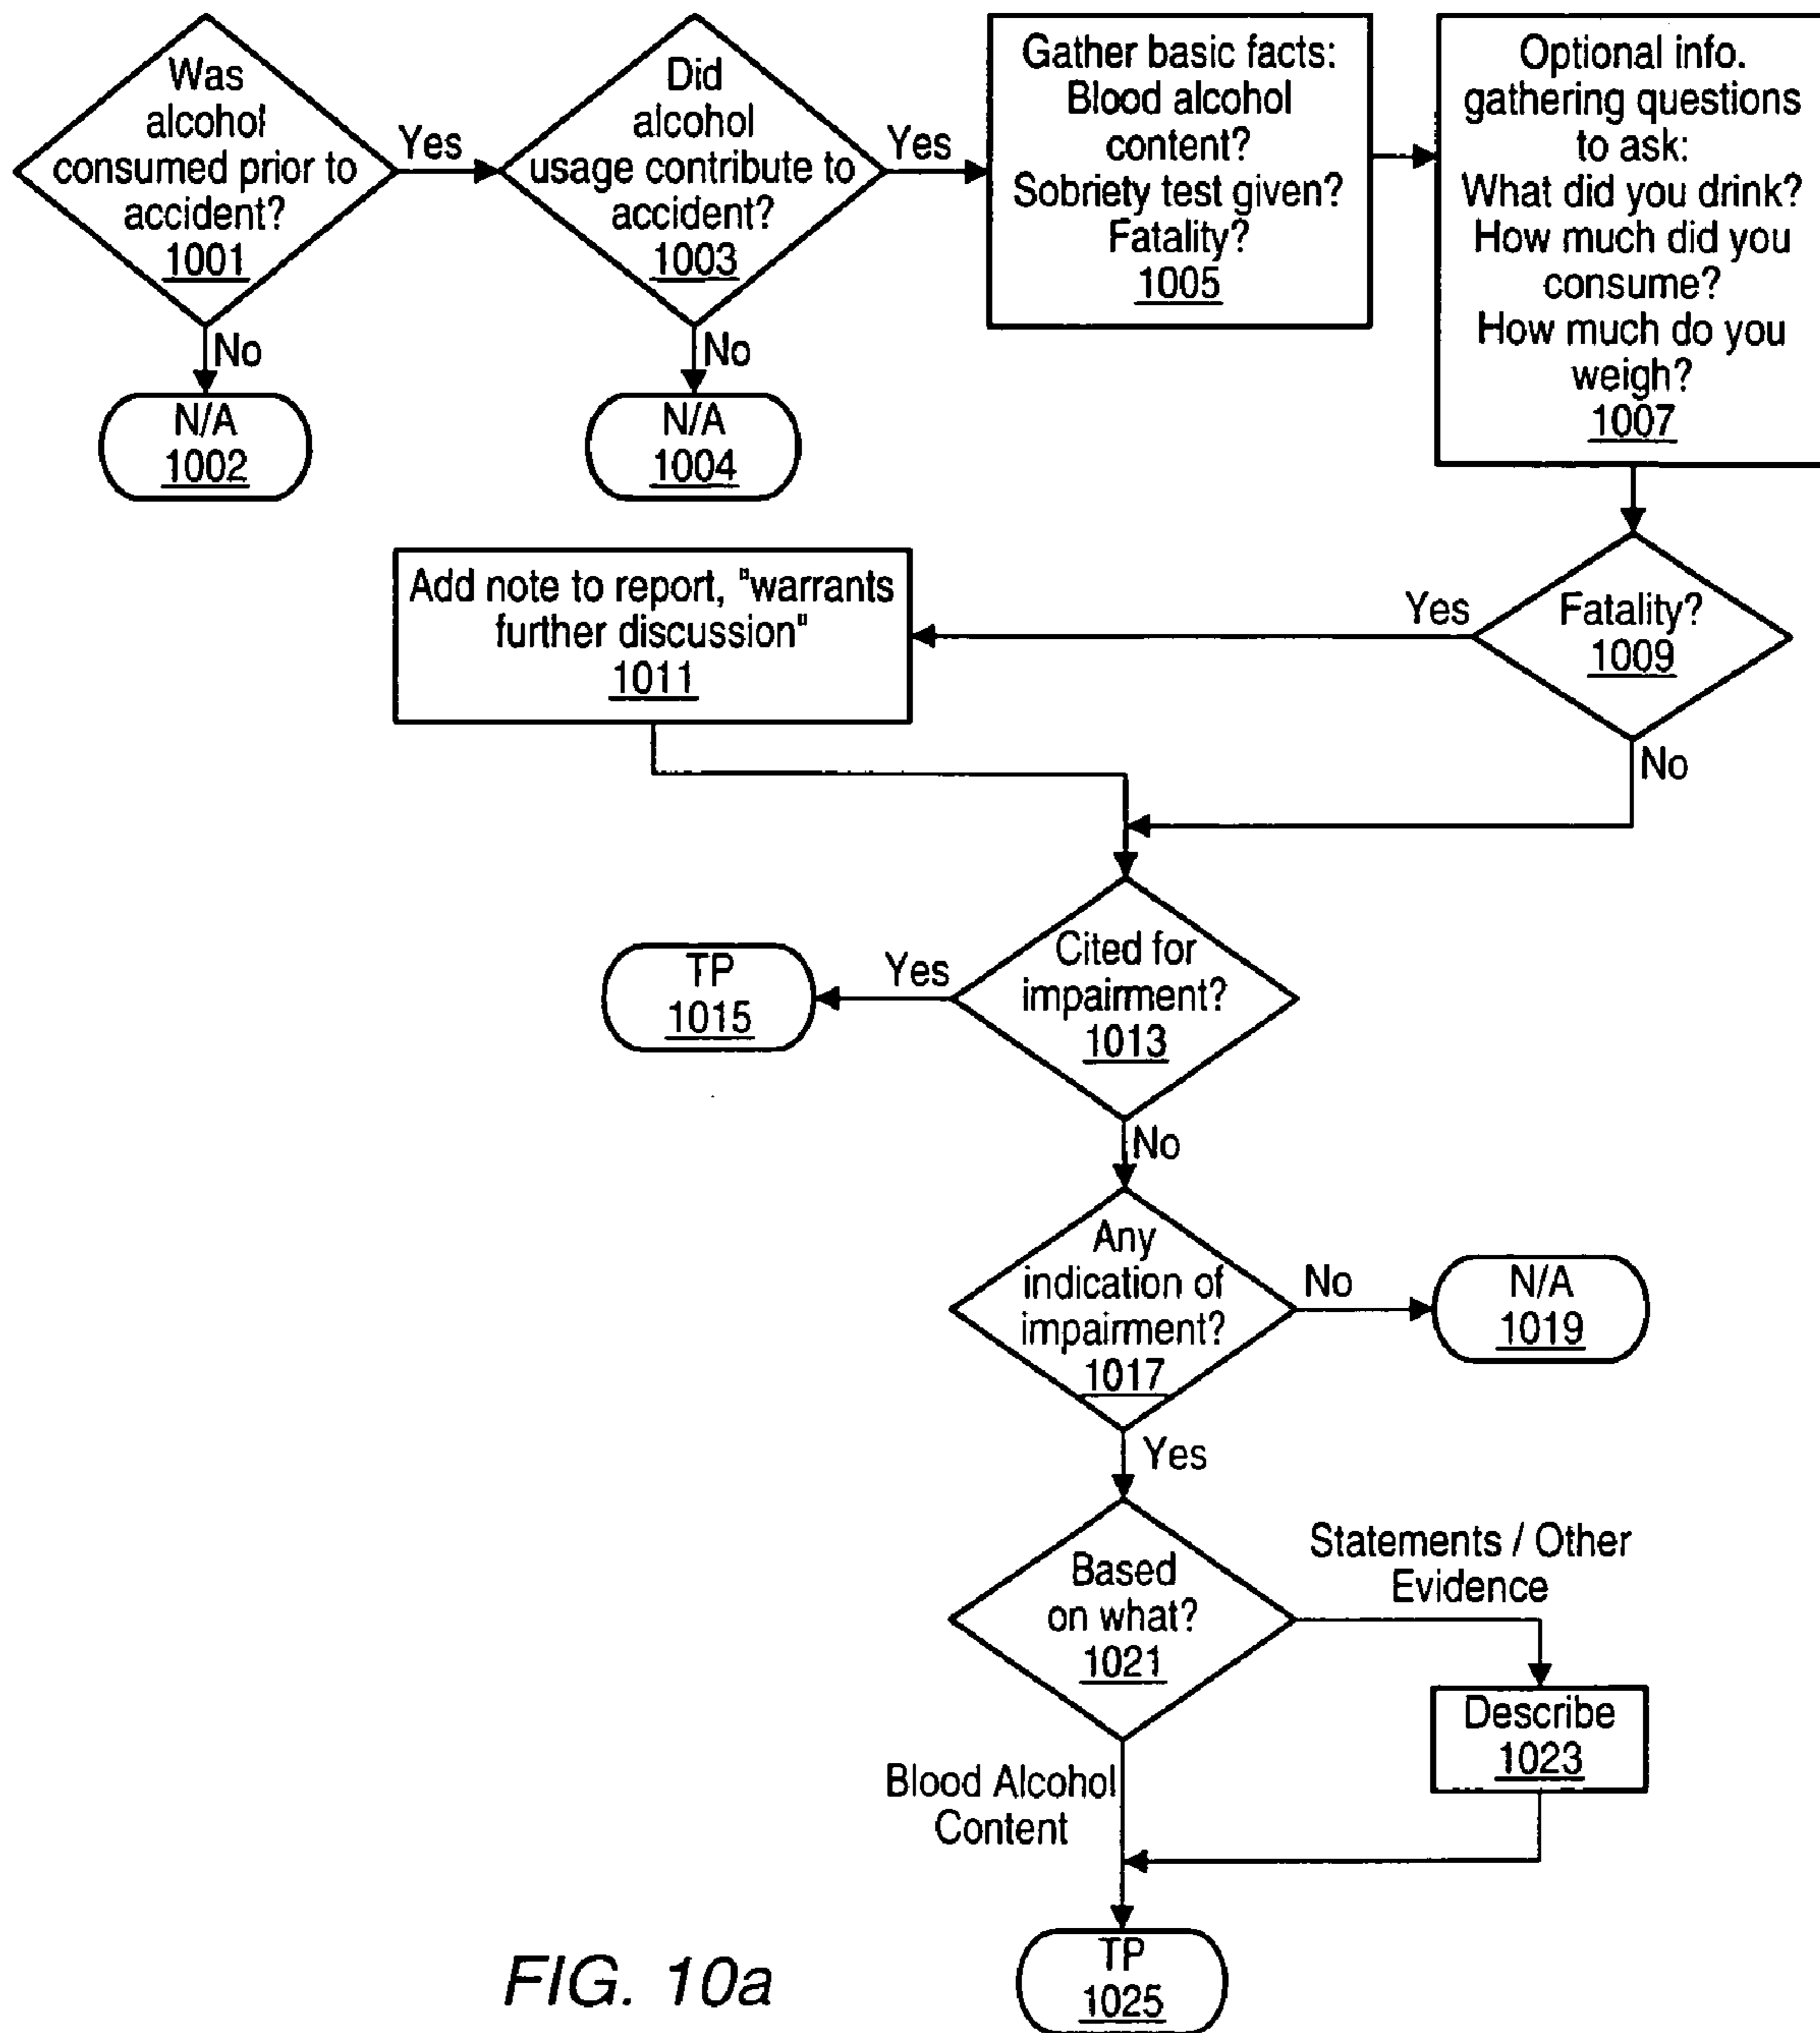 Was
alcohol
consumed prior to
accident?
1001
Yes
No
N/A
1002
Did
alcohol
usage contribute to
accident?
1003
Yes
No
N/A
1004
Gather basic facts:
Blood alcohol
content?
Sobriety test given?
Fatality?
1005
Optional info.
gathering questions
to ask:
What did you drink?
How much did you
consume?
How much do you
weigh?
1007
Fatality?
1009
Yes
No
Add note to report, "warrants
further discussion"
1011
Cited for
impairment?
1013
Yes
TP
1015
No
Any
indication of
impairment?
1017
No
N/A
1019
Yes
Based
on what?
1021
Statements / Other
Evidence
Describe
1023
Blood Alcohol
Content
TP
1025
FIG. 10a